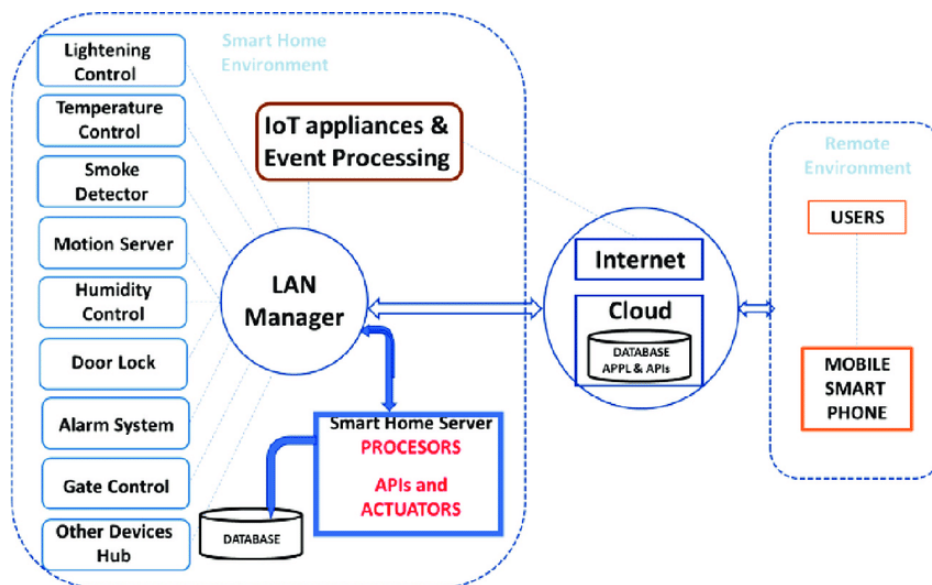 Smart Home
Environment
Lightening
Control
Temperature
Control
Smoke
Detector
Motion Server
Humidity
Control
Door Lock
Alarm System
Gate Control
Other Devices
Hub
IoT appliances &
Event Processing
LAN
Manager
Smart Home Server
PROCESORS
APIs and
ACTUATORS
DATABASE
Internet
Cloud
DATABASE
APPL & APIs
Remote
Environment
USERS
MOBILE
SMART
PHONE